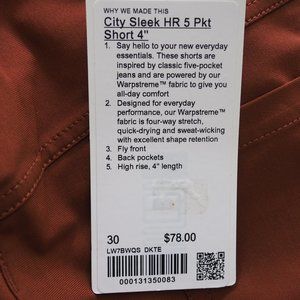 WHY WE MADE THIS
City Sleek HR 5 Pkt
Short 4"
1. Say hello to your new everyday
essentials. These shorts are
inspired by classic five-pocket
jeans and are powered by our
Warpstreme™ fabric to give you
all-day comfort
2. Designed for everyday
performance, our Warpstreme™
fabric is four-way stretch,
quick-drying and sweat-wicking
with excellent shape retention
3. Fly front
4. Back pockets
5. High rise, 4" length
30 $78.00
LW7BWQS DKTE
000131350083